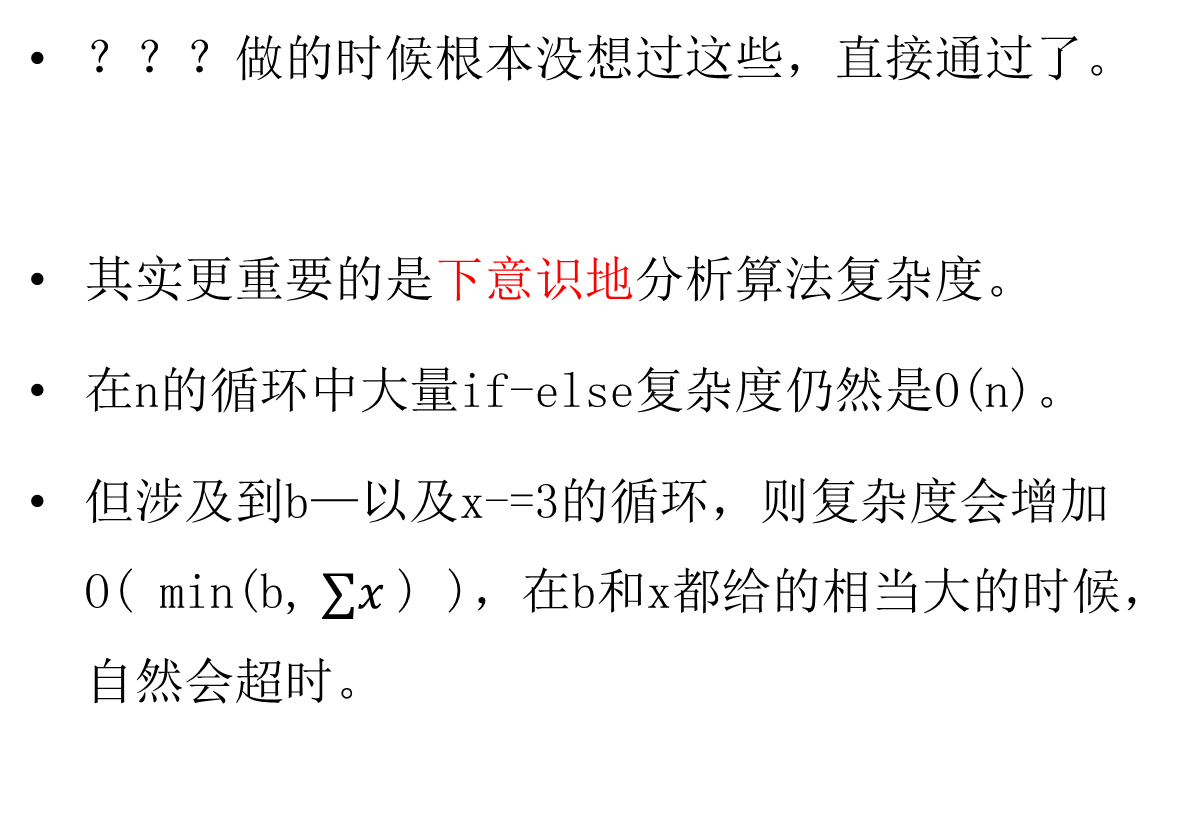 • ？？？做的时候根本没想过这些，直接通过了。
• 其实更重要的是下意识地分析算法复杂度。
• 在n的循环中大量if-else复杂度仍然是O(n)。
• 但涉及到b—以及x-=3的循环，则复杂度会增加
O( min(b, ∑x ) )，在b和x都给的相当大的时候，
自然会超时。